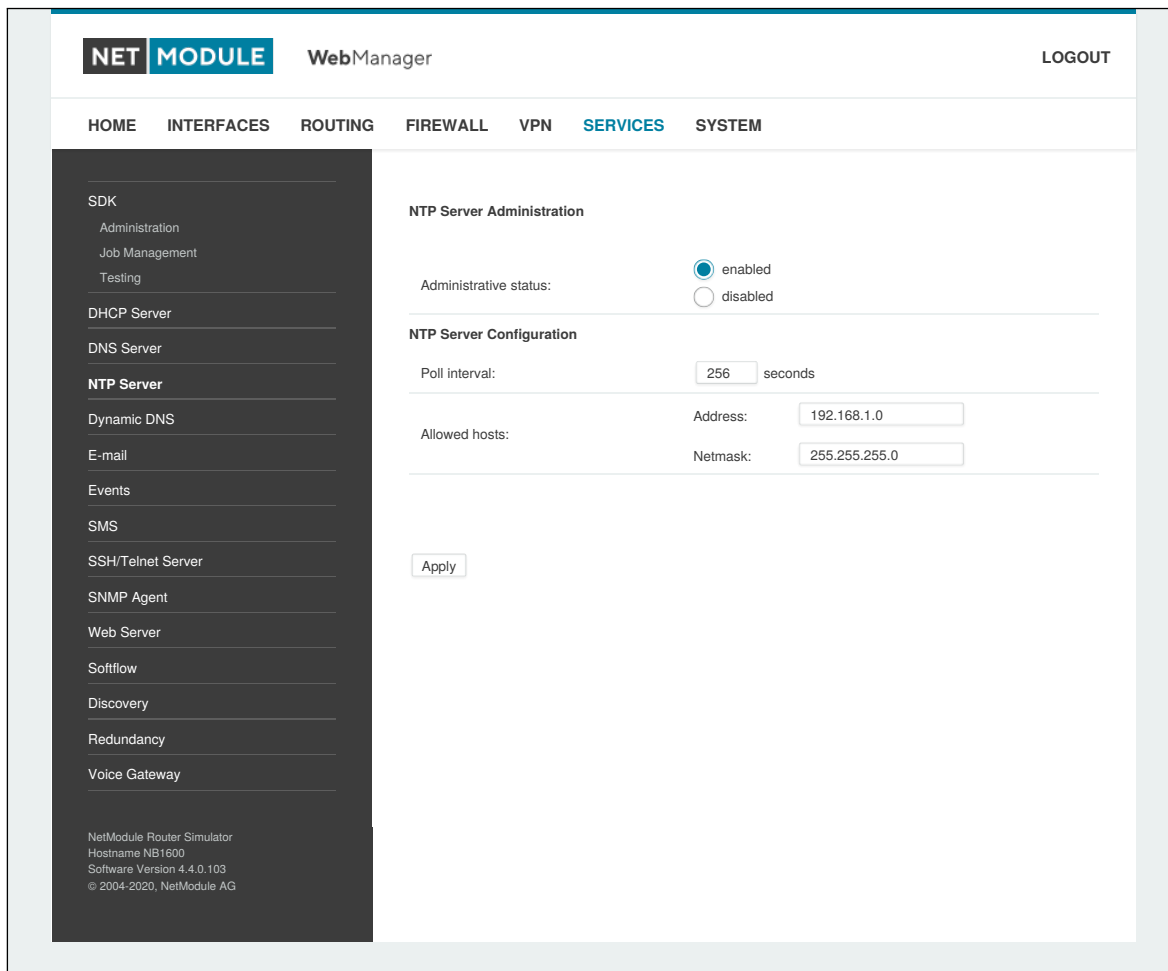 NET MODULE WebManager LOGOUT
HOME INTERFACES ROUTING FIREWALL VPN SERVICES SYSTEM
SDK
Administration
Job Management
Testing
DHCP Server
DNS Server
NTP Server
Dynamic DNS
E-mail
Events
SMS
SSH/Telnet Server
SNMP Agent
Web Server
Softflow
Discovery
Redundancy
Voice Gateway
NetModule Router Simulator
Hostname NB1600
Software Version 4.4.0.103
© 2004-2020, NetModule AG
NTP Server Administration
Administrative status:
enabled
disabled
NTP Server Configuration
Poll interval: 256 seconds
Allowed hosts:
Address: 192.168.1.0
Netmask: 255.255.255.0
Apply